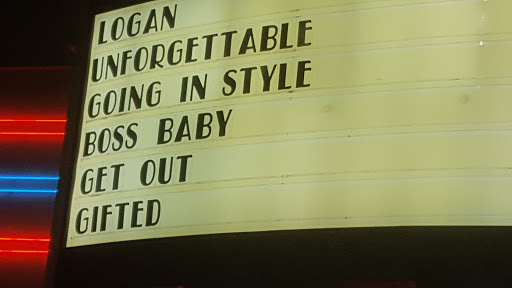 LOGAN
UNFORGETTABLE
GOING IN STYLE
BOSS BABY
GET OUT
GIFTED